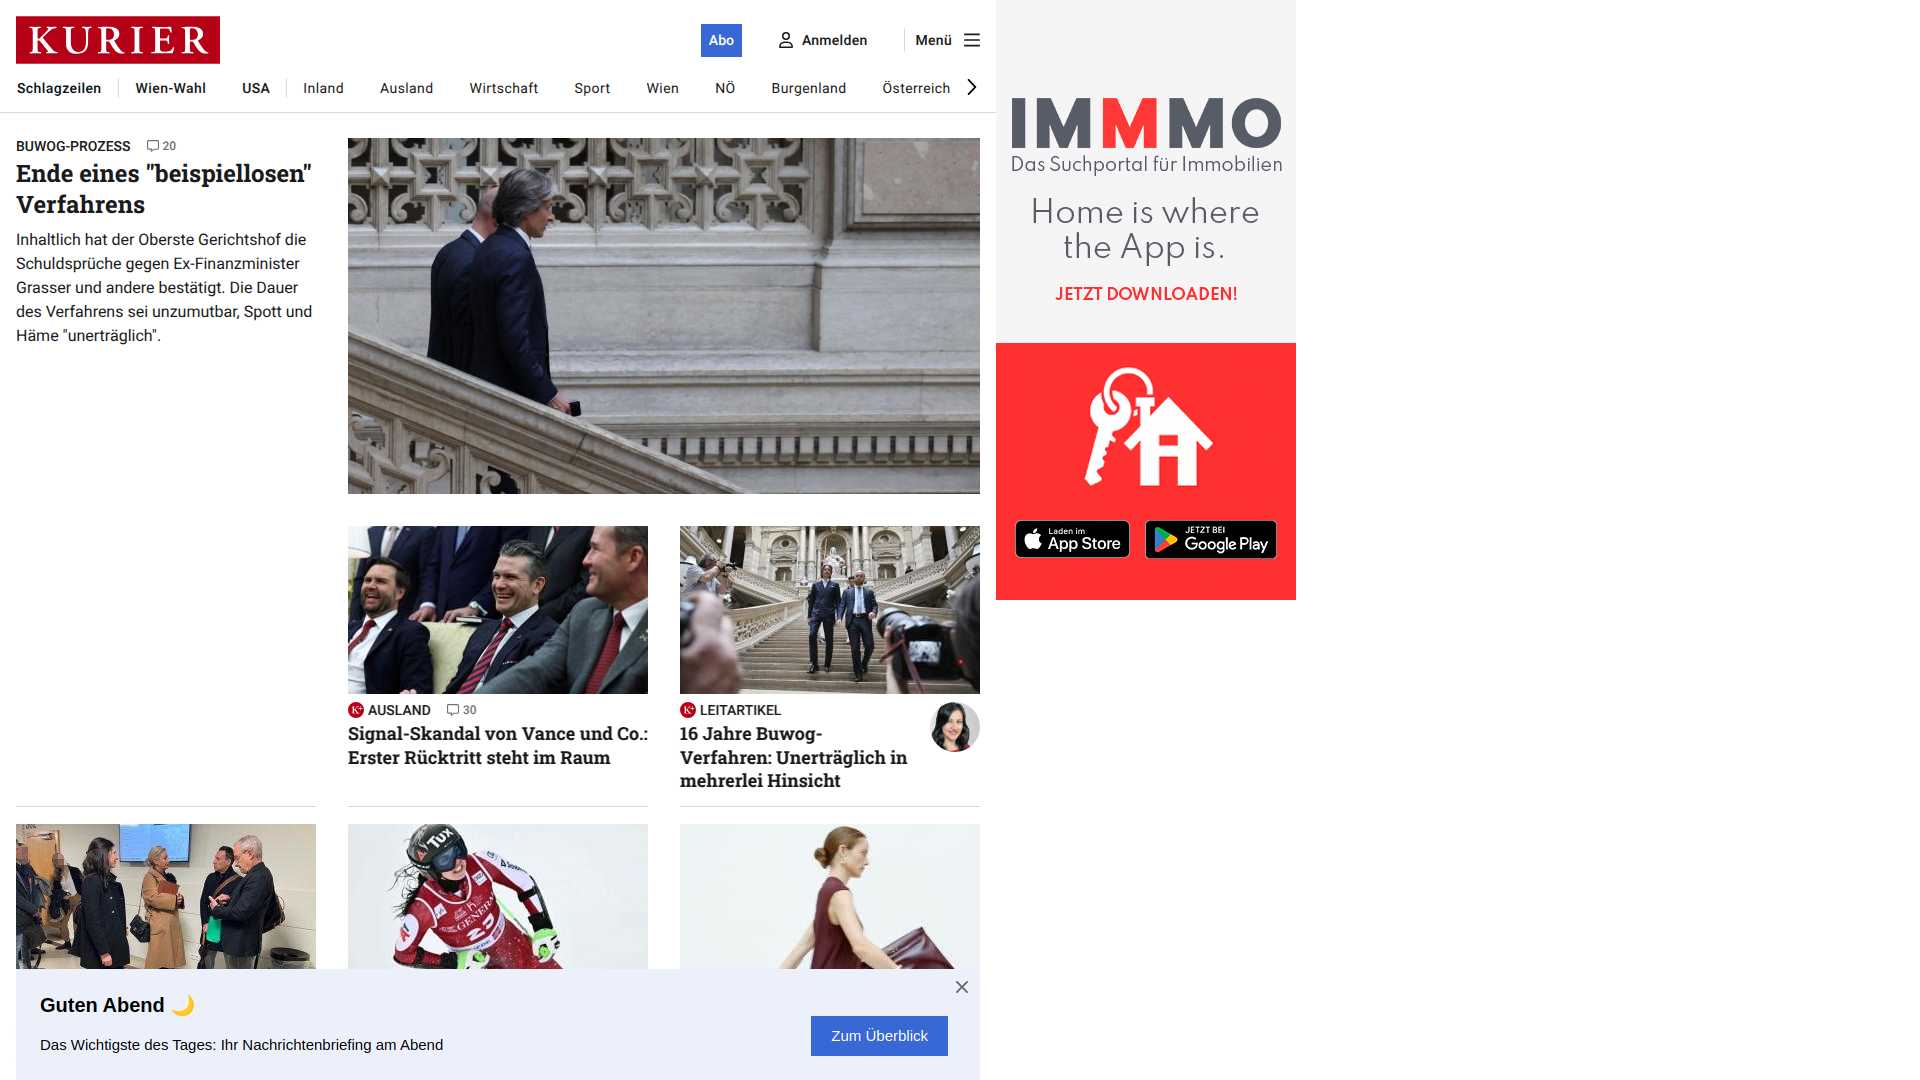 KURIER
Abo
Anmelden
Menü
Schlagzeilen
Wien-Wahl
USA
Inland
Ausland
Wirtschaft
Sport
Wien
NÖ
Burgenland
Österreich
BUWOG-PROZESS 20
Ende eines "beispiellosen"
Verfahrens
Inhaltlich hat der Oberste Gerichtshof die
Schuldsprüche gegen Ex-Finanzminister
Grasser und andere bestätigt. Die Dauer
des Verfahrens sei unzumutbar, Spott und
Häme "unerträglich".
K+ AUSLAND 30
Signal-Skandal von Vance und Co.:
Erster Rücktritt steht im Raum
K+ LEITARTIKEL
16 Jahre Buwog-
Verfahren: Unerträglich in
mehrerlei Hinsicht
Tux
GENERALI
23
Guten Abend 🌙
Das Wichtigste des Tages: Ihr Nachrichtenbriefing am Abend
Zum Überblick
IMMMO
Das Suchportal für Immobilien
Home is where
the App is.
JETZT DOWNLOADEN!
Laden im
App Store
JETZT BEI
Google Play